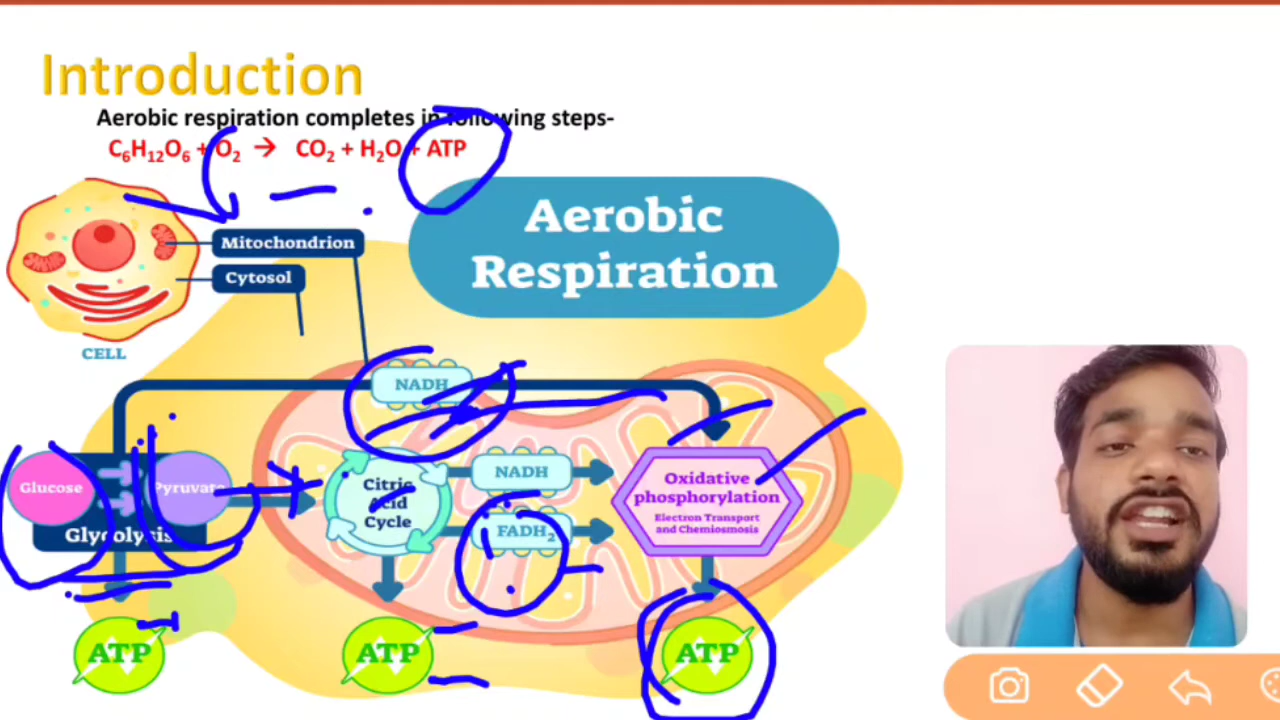 Introduction
Aerobic respiration completes in following steps-
C₆H₁₂O₆ + O₂ → CO₂ + H₂O + ATP
Aerobic
Respiration
Mitochondrion
Cytosol
CELL
NADH
Glucose
Pyruvate
Glycolysis
Citric
Acid
Cycle
NADH
FADH₂
Oxidative
phosphorylation
Electron Transport
and Chemiosmosis
ATP
ATP
ATP